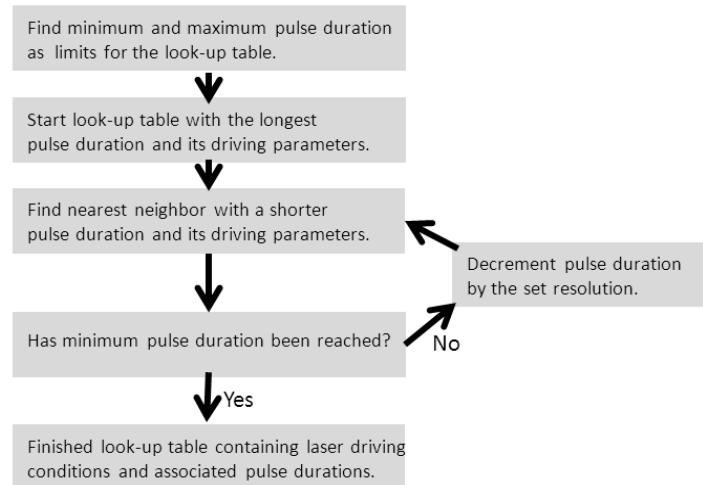 Find minimum and maximum pulse duration
as limits for the look-up table.
Start look-up table with the longest
pulse duration and its driving parameters.
Find nearest neighbor with a shorter
pulse duration and its driving parameters.
Decrement pulse duration
by the set resolution.
Has minimum pulse duration been reached?
No
Yes
Finished look-up table containing laser driving
conditions and associated pulse durations.